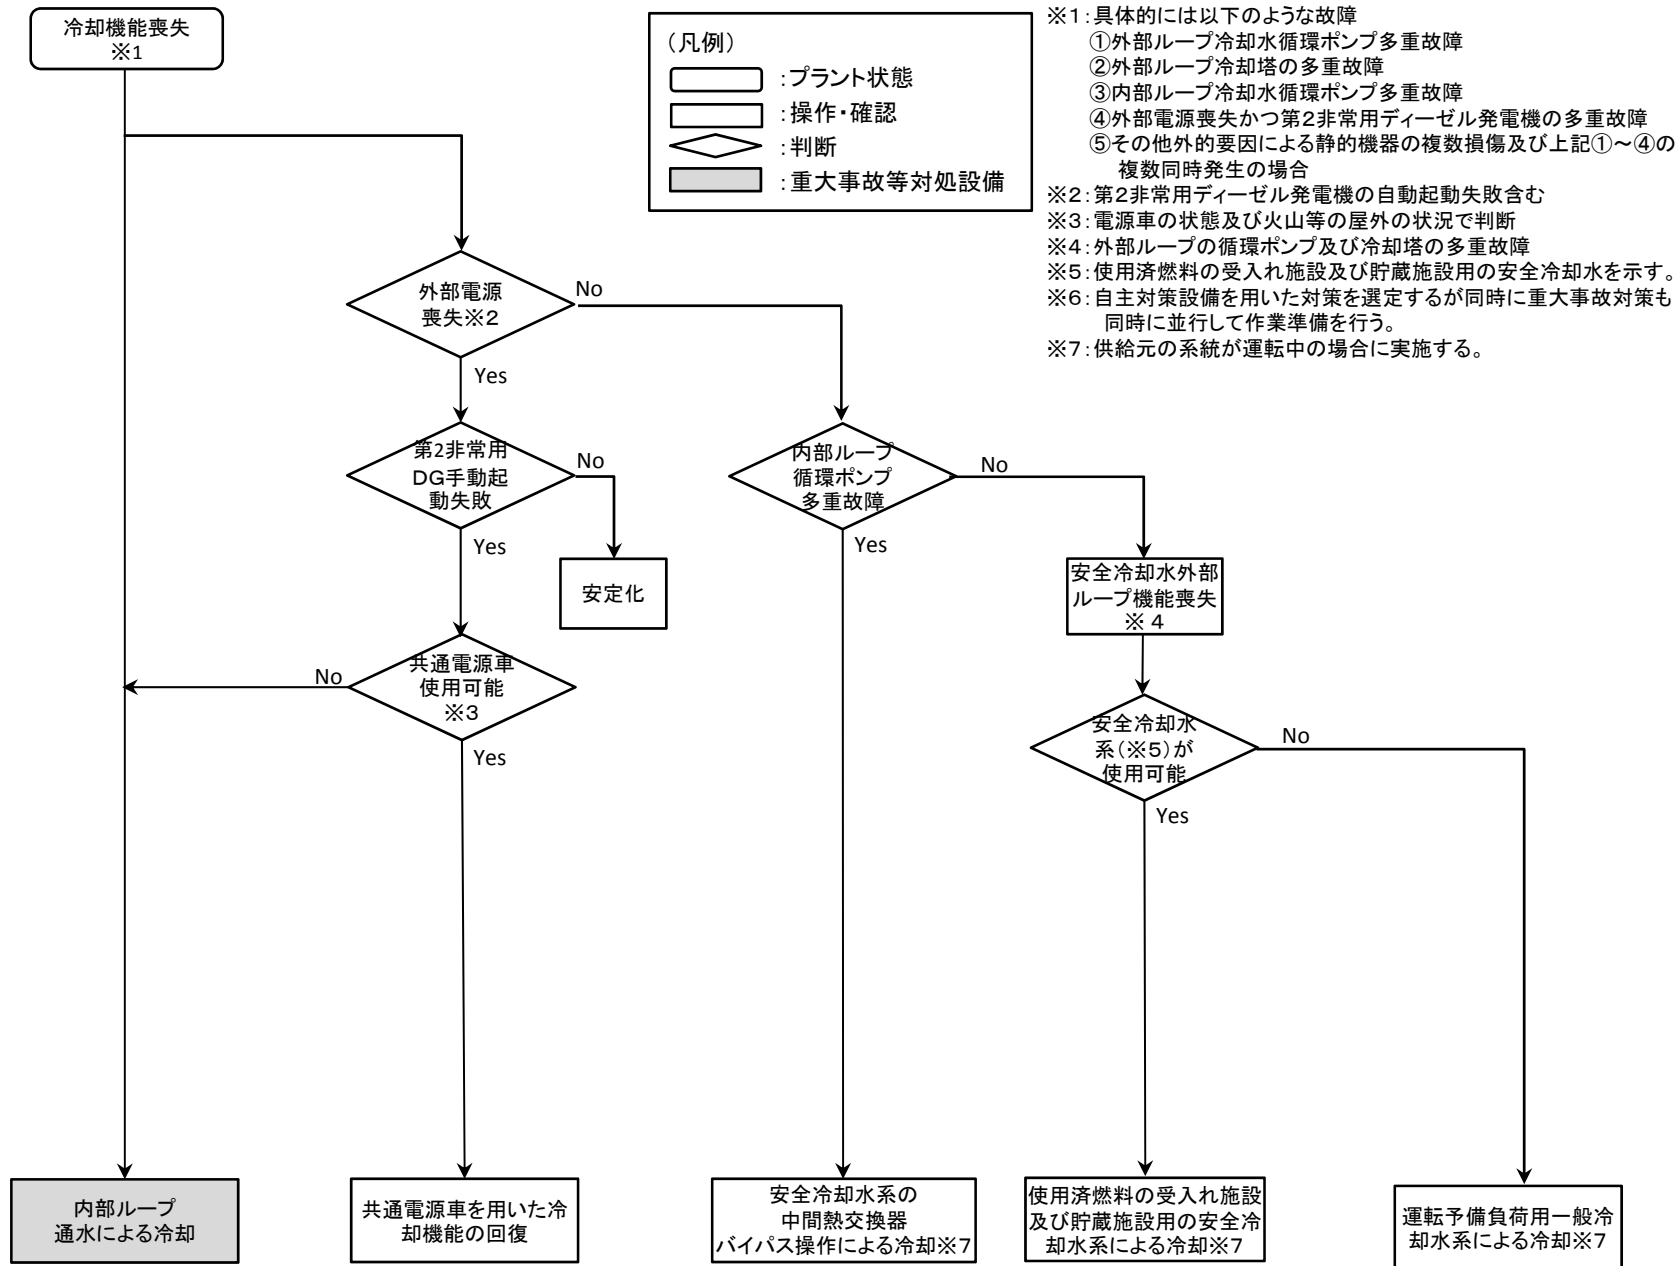 冷却機能喪失
※1
(凡例)
:プラント状態
:操作・確認
:判断
:重大事故等対処設備
※1:具体的には以下のような故障
①外部ループ冷却水循環ポンプ多重故障
②外部ループ冷却塔の多重故障
③内部ループ冷却水循環ポンプ多重故障
④外部電源喪失かつ第2非常用ディーゼル発電機の多重故障
⑤その他外的要因による静的機器の複数損傷及び上記①～④の
複数同時発生の場合
※2:第2非常用ディーゼル発電機の自動起動失敗含む
※3:電源車の状態及び火山等の屋外の状況で判断
※4:外部ループの循環ポンプ及び冷却塔の多重故障
※5:使用済燃料の受入れ施設及び貯蔵施設用の安全冷却水を示す。
※6:自主対策設備を用いた対策を選定するが同時に重大事故対策も
同時に並行して作業準備を行う。
※7:供給元の系統が運転中の場合に実施する。
外部電源
喪失※2
No
Yes
第2非常用
DG手動起
動失敗
No
Yes
安定化
内部ループ
循環ポンプ
多重故障
No
Yes
安全冷却水外部
ループ機能喪失
※4
共通電源車
使用可能
※3
No
Yes
安全冷却水
系(※5)が
使用可能
No
Yes
内部ループ
通水による冷却
共通電源車を用いた冷
却機能の回復
安全冷却水系の
中間熱交換器
バイパス操作による冷却※7
使用済燃料の受入れ施設
及び貯蔵施設用の安全冷
却水系による冷却※7
運転予備負荷用一般冷
却水系による冷却※7